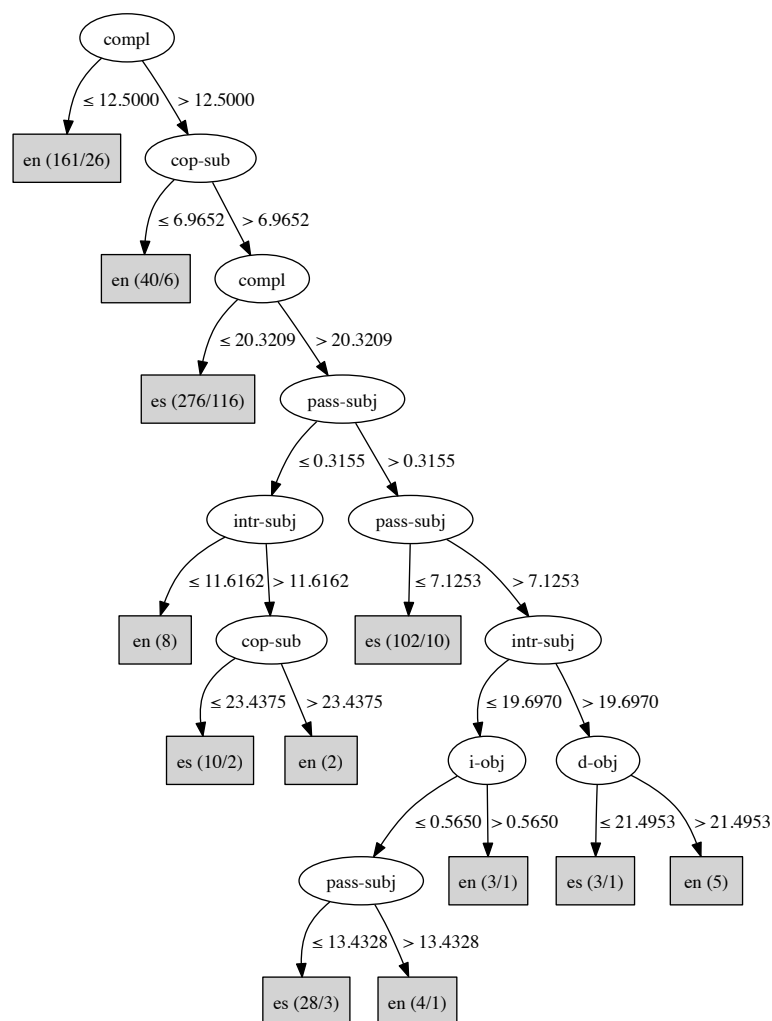 compl
≤ 12.5000 > 12.5000
en (161/26) cop-sub
≤ 6.9652 > 6.9652
en (40/6) compl
≤ 20.3209 > 20.3209
es (276/116) pass-subj
≤ 0.3155 > 0.3155
intr-subj pass-subj
≤ 11.6162 > 11.6162 ≤ 7.1253 > 7.1253
en (8) cop-sub es (102/10) intr-subj
≤ 23.4375 > 23.4375 ≤ 19.6970 > 19.6970
es (10/2) en (2) i-obj d-obj
≤ 0.5650 > 0.5650 ≤ 21.4953 > 21.4953
pass-subj en (3/1) es (3/1) en (5)
≤ 13.4328 > 13.4328
es (28/3) en (4/1)